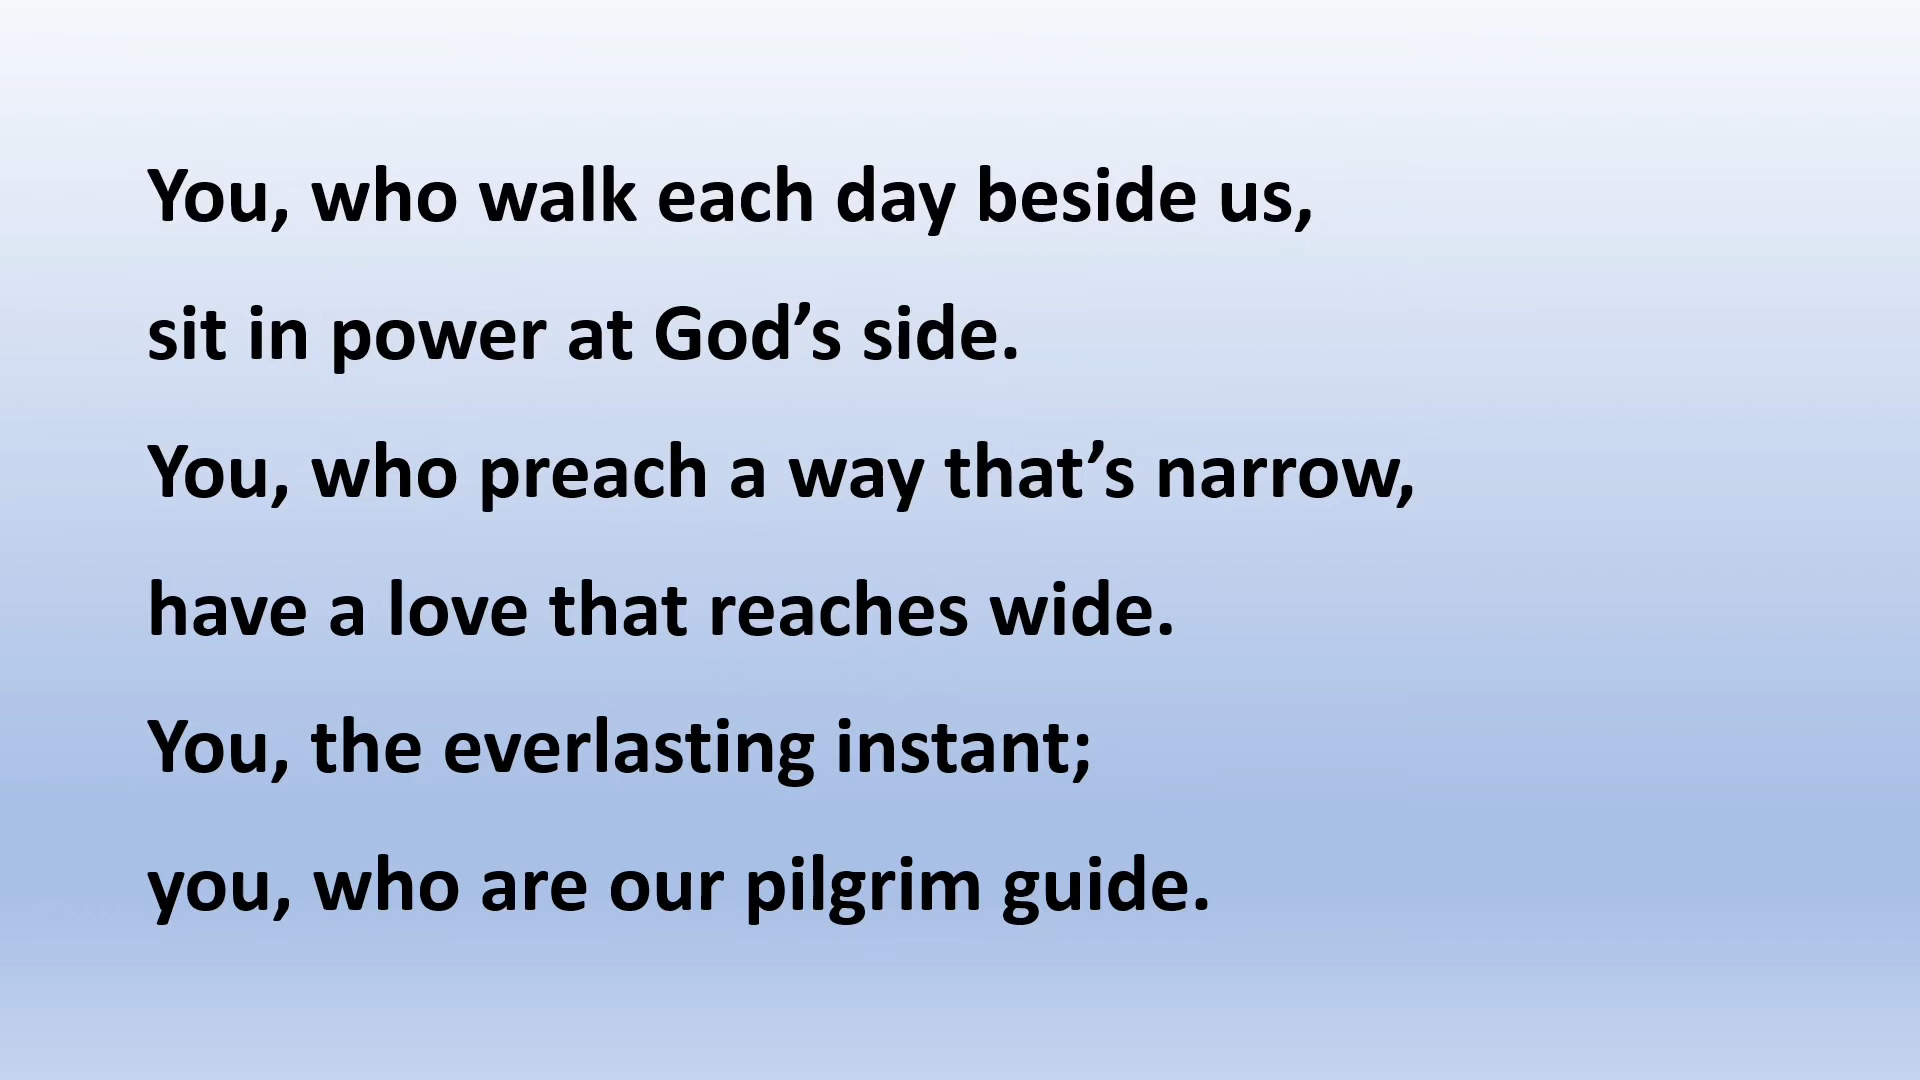 You, who walk each day beside us,
sit in power at God’s side.
You, who preach a way that’s narrow,
have a love that reaches wide.
You, the everlasting instant;
you, who are our pilgrim guide.